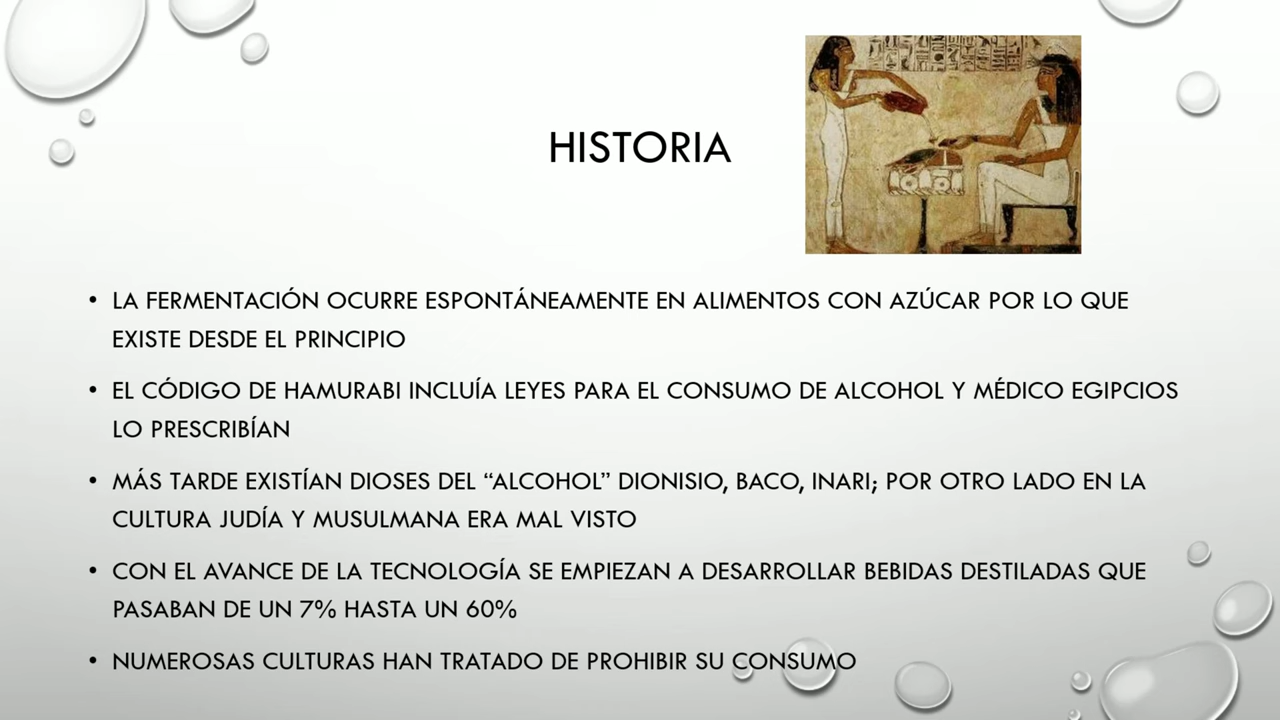 HISTORIA
• LA FERMENTACIÓN OCURRE ESPONTÁNEAMENTE EN ALIMENTOS CON AZÚCAR POR LO QUE
EXISTE DESDE EL PRINCIPIO
• EL CÓDIGO DE HAMURABI INCLUÍA LEYES PARA EL CONSUMO DE ALCOHOL Y MÉDICO EGIPCIOS
LO PRESCRIBÍAN
• MÁS TARDE EXISTÍAN DIOSES DEL “ALCOHOL” DIONISIO, BACO, INARI; POR OTRO LADO EN LA
CULTURA JUDÍA Y MUSULMANA ERA MAL VISTO
• CON EL AVANCE DE LA TECNOLOGÍA SE EMPIEZAN A DESARROLLAR BEBIDAS DESTILADAS QUE
PASABAN DE UN 7% HASTA UN 60%
• NUMEROSAS CULTURAS HAN TRATADO DE PROHIBIR SU CONSUMO